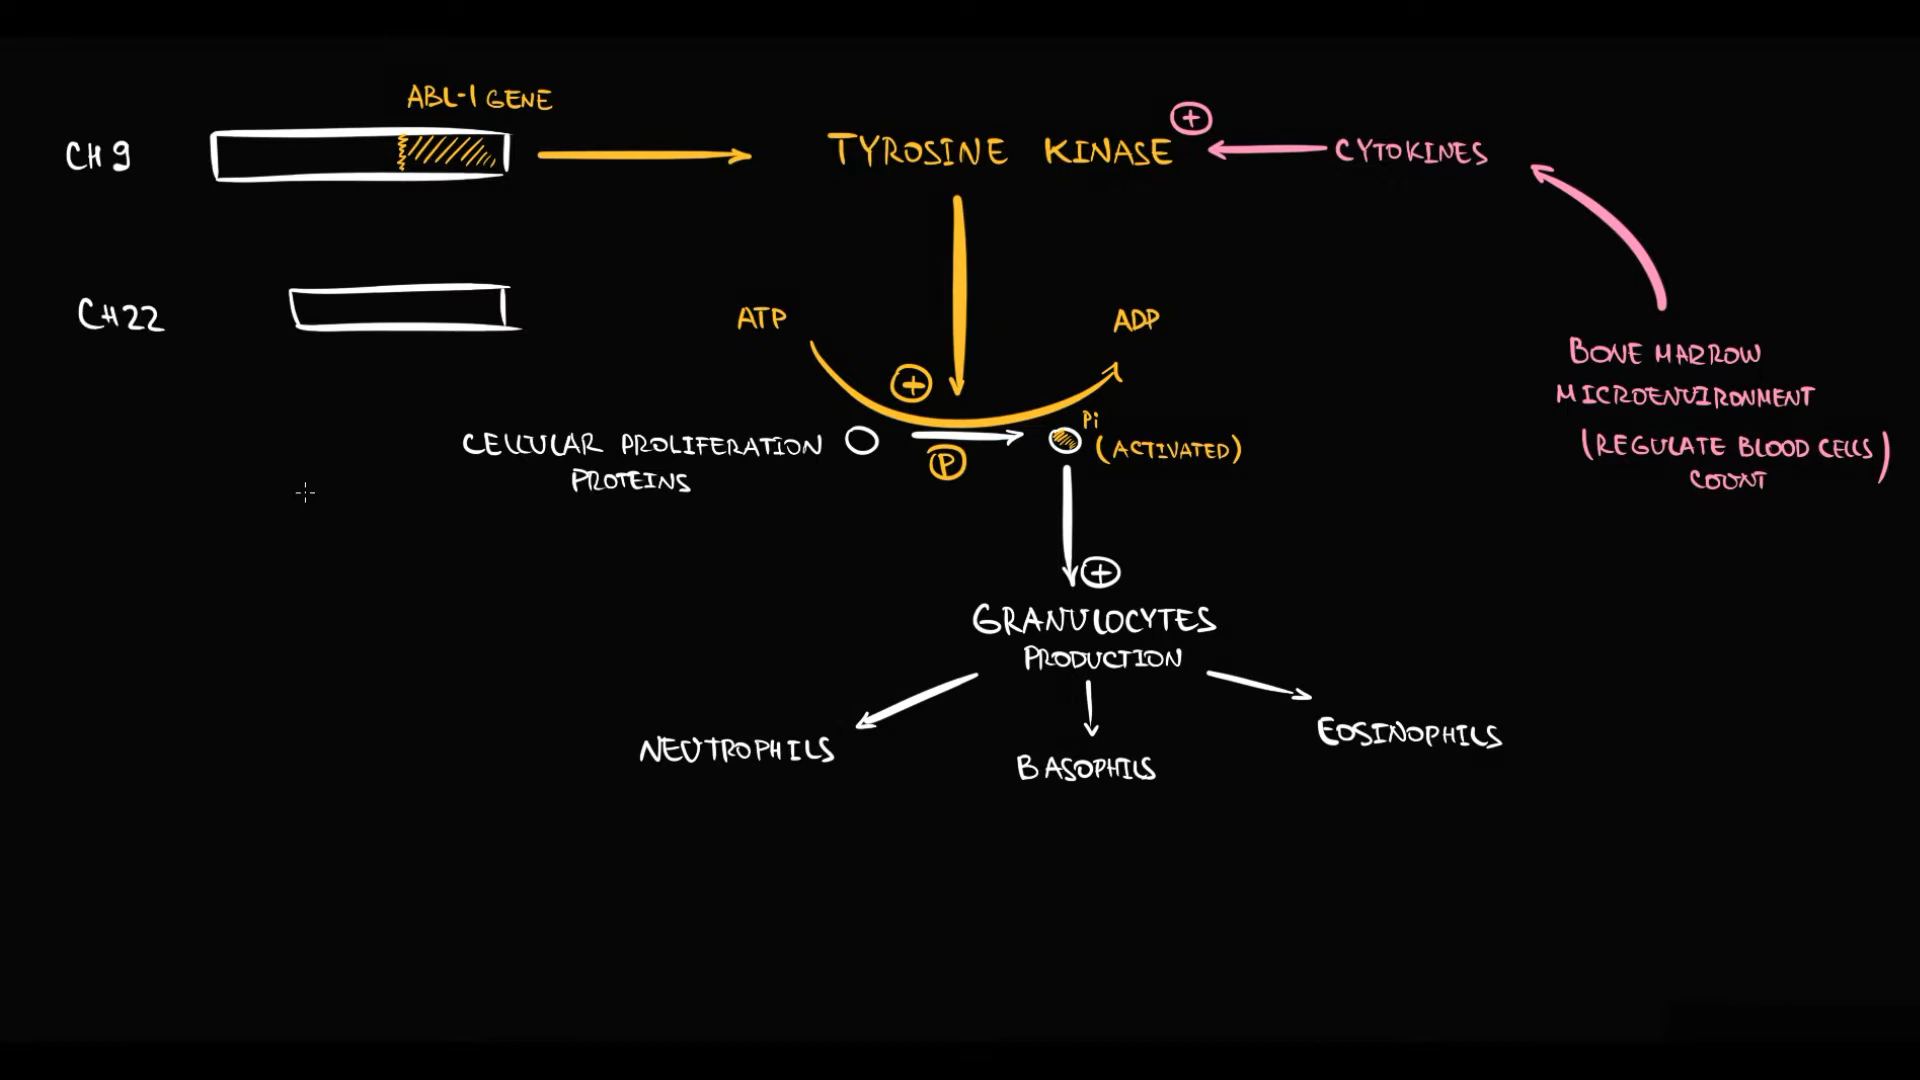 ABL-1 GENE
CH 9
TYROSINE KINASE +
CYTOKINES
CH22
ATP
ADP
BONE MARROW
MICROENVIRONMENT
(REGULATE BLOOD CELLS)
COUNT
+
CELLULAR PROLIFERATION
PROTEINS
P
Pi
(ACTIVATED)
+
GRANULOCYTES
PRODUCTION
NEUTROPHILS
BASOPHILS
EOSINOPHILS